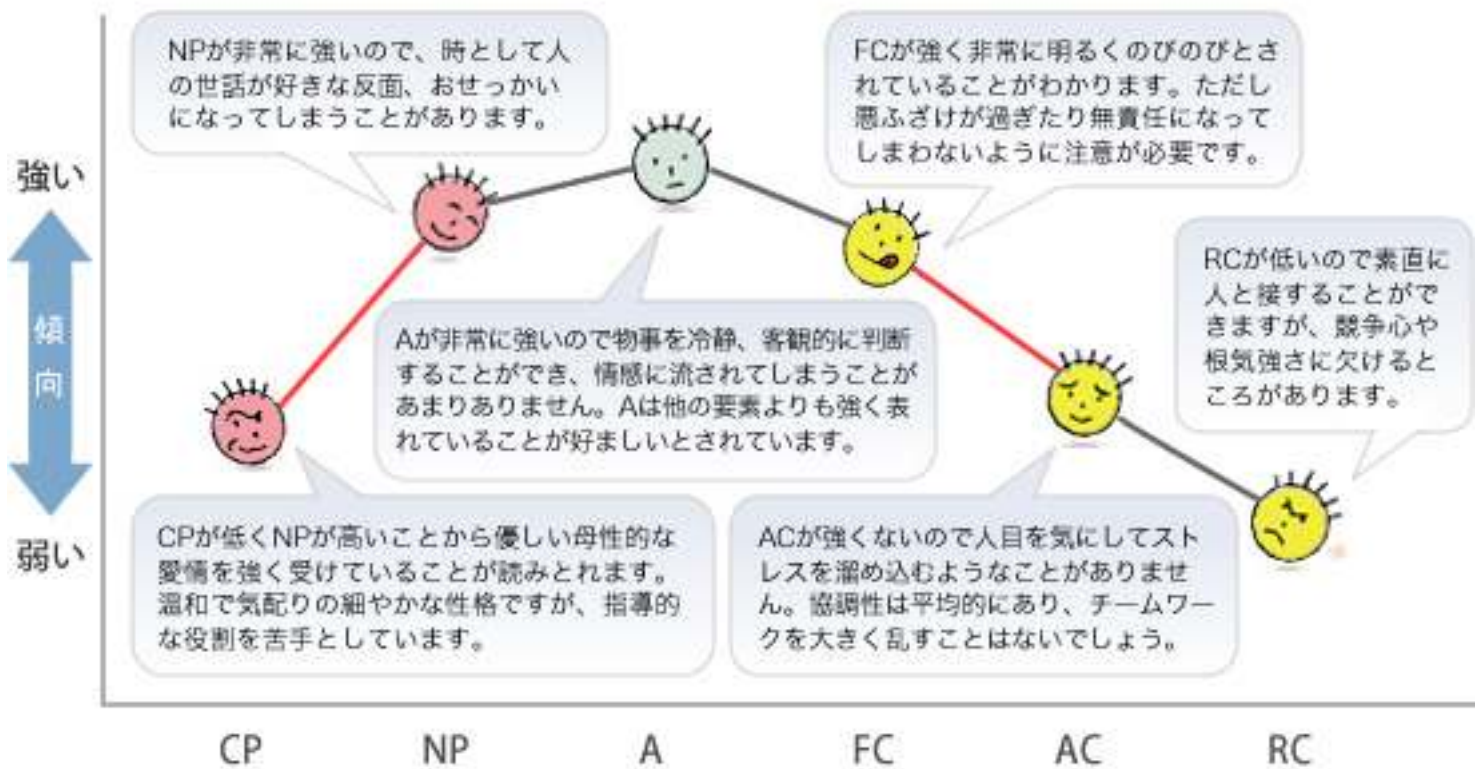 NPが非常に強いので、時として人
の世話が好きな反面、おせっかい
になってしまうことがあります。
FCが強く非常に明るくのびのびとさ
れていることがわかります。ただし
悪ふざけが過ぎたり無責任になって
しまわないように注意が必要です。
強い
傾向
弱い
RCが低いので素直に
人と接することがで
きますが、競争心や
根気強さに欠けると
ころがあります。
Aが非常に強いので物事を冷静、客観的に判断
することができ、情感に流されてしまうことが
あまりありません。Aは他の要素よりも強く表
れていることが好ましいとされています。
CPが低くNPが高いことから優しい母性的な
愛情を強く受けていることが読みとれます。
温和で気配りの細やかな性格ですが、指導的
な役割を苦手としています。
ACが強くないので人目を気にしてスト
レスを溜め込むようなことがありませ
ん。協調性は平均的にあり、チームワー
クを大きく乱すことはないでしょう。
CP NP A FC AC RC